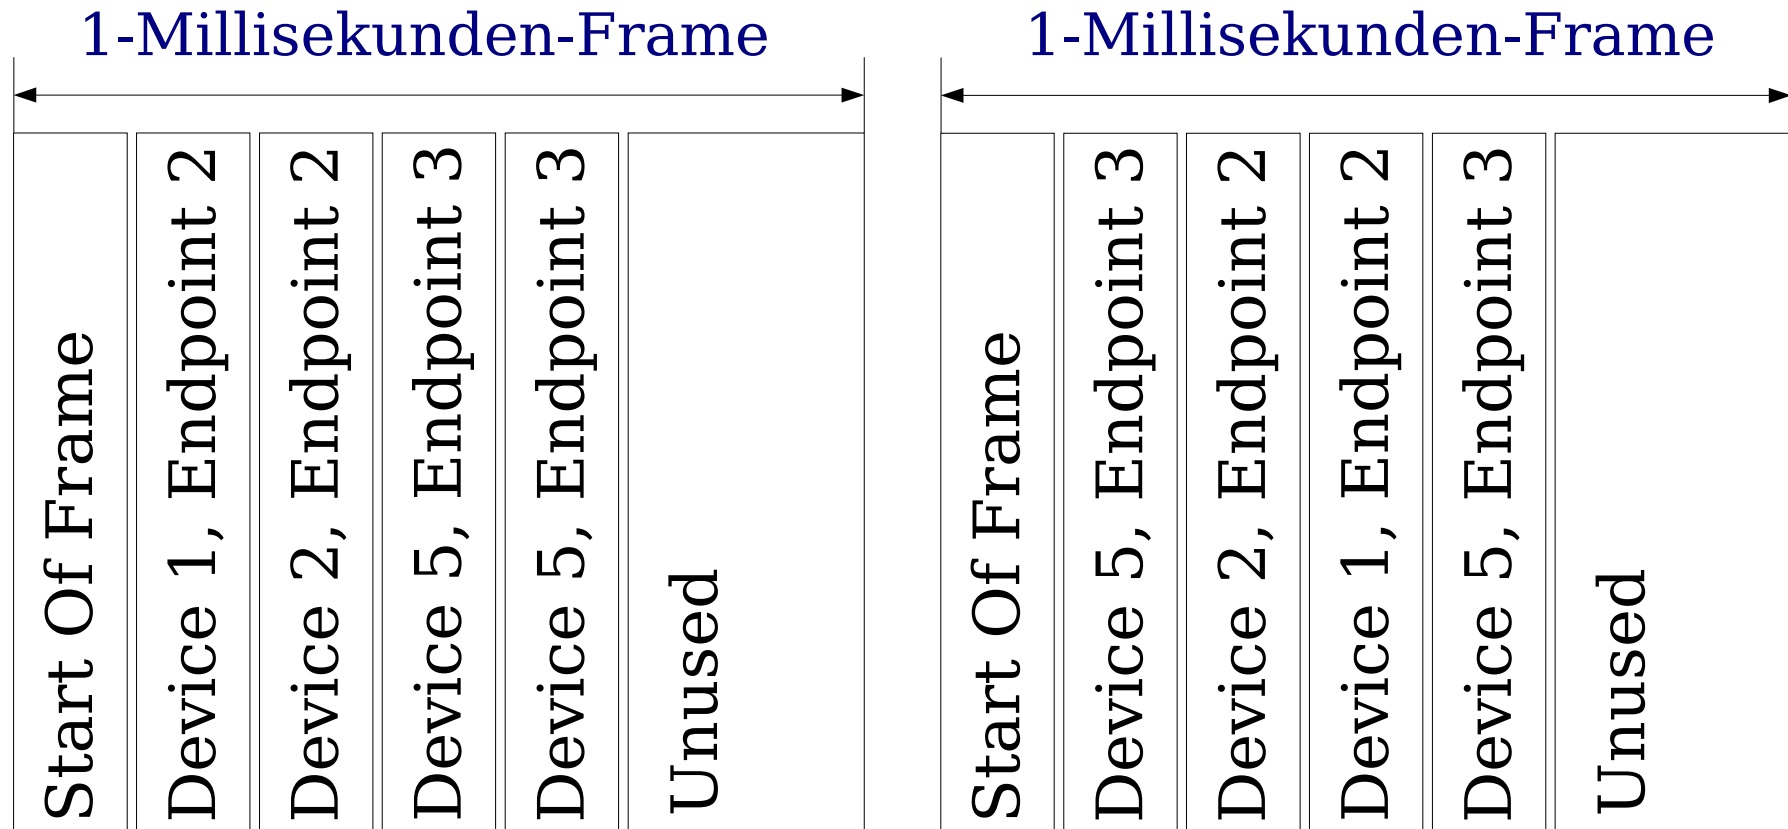 1-Millisekunden-Frame
Start Of Frame
Device 1, Endpoint 2
Device 2, Endpoint 2
Device 5, Endpoint 3
Device 5, Endpoint 3
Unused
1-Millisekunden-Frame
Start Of Frame
Device 5, Endpoint 3
Device 2, Endpoint 2
Device 1, Endpoint 2
Device 5, Endpoint 3
Unused